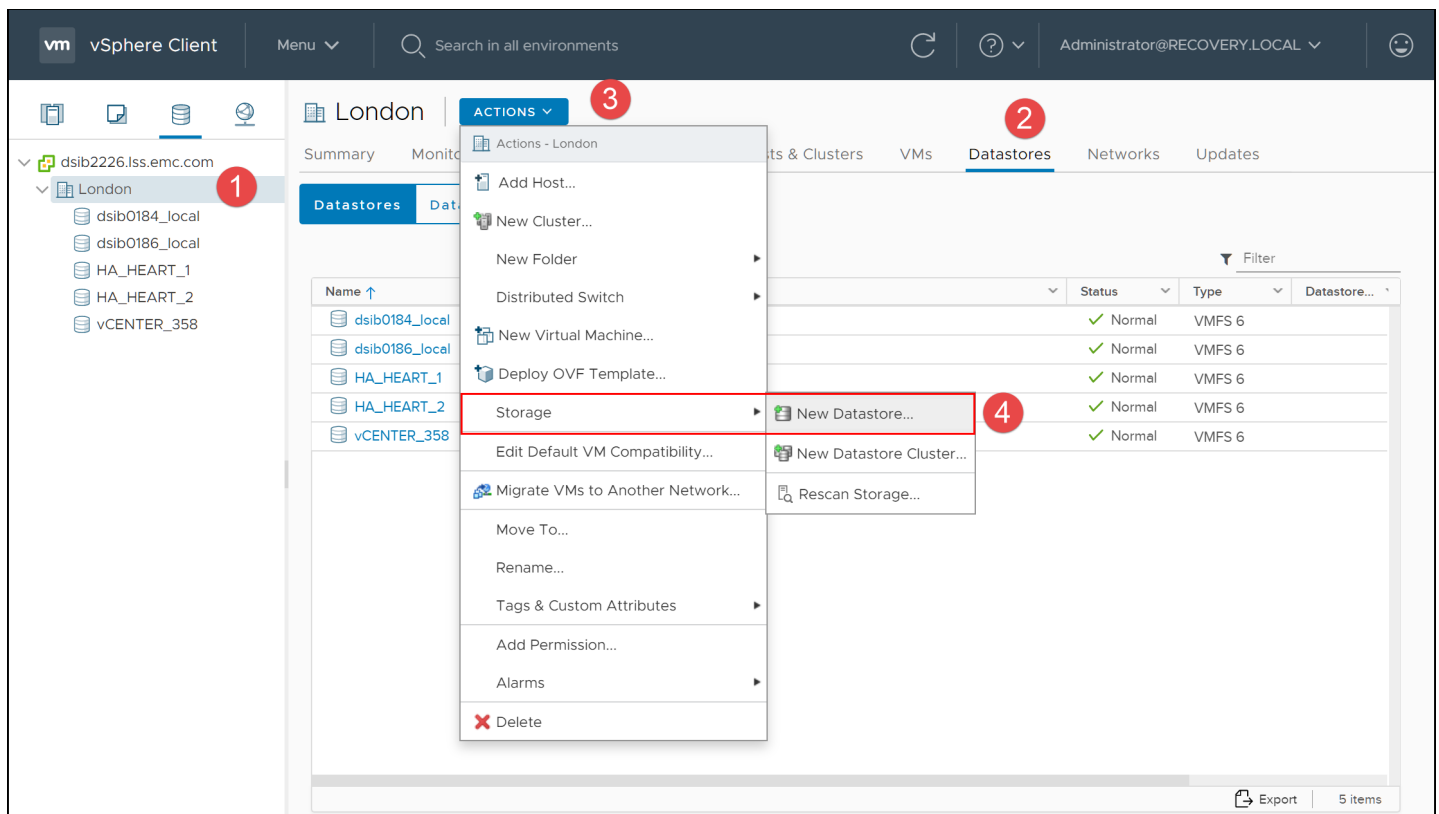 vm vSphere Client Menu Search in all environments Administrator@RECOVERY.LOCAL
London ACTIONS 3
2
Summary Monito ts & Clusters VMs Datastores Networks Updates
dsib2226.lss.emc.com
London 1
dsib0184_local
dsib0186_local
HA_HEART_1
HA_HEART_2
vCENTER_358
Datastores Dat
Filter
Name Status Type Datastore...
dsib0184_local Normal VMFS 6
dsib0186_local Normal VMFS 6
HA_HEART_1 Normal VMFS 6
HA_HEART_2 Normal VMFS 6
vCENTER_358 Normal VMFS 6
Actions - London
Add Host...
New Cluster...
New Folder
Distributed Switch
New Virtual Machine...
Deploy OVF Template...
Storage
New Datastore... 4
New Datastore Cluster...
Rescan Storage...
Edit Default VM Compatibility...
Migrate VMs to Another Network...
Move To...
Rename...
Tags & Custom Attributes
Add Permission...
Alarms
Delete
Export 5 items